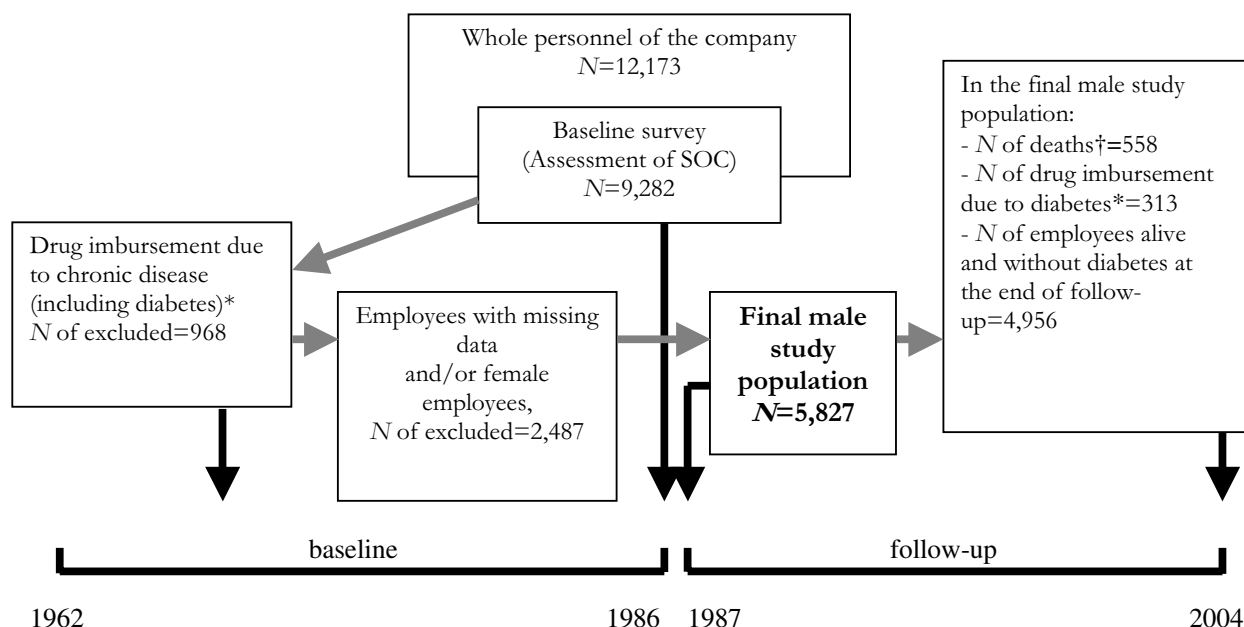 Whole personnel of the company
N=12,173
Baseline survey
(Assessment of SOC)
N=9,282
Drug imbursement due
to chronic disease
(including diabetes)*
N of excluded=968
Employees with missing
data
and/or female
employees,
N of excluded=2,487
Final male
study
population
N=5,827
In the final male study
population:
- N of deaths†=558
- N of drug imbursement
due to diabetes*=313
- N of employees alive
and without diabetes at
the end of follow-
up=4,956
baseline
follow-up
1962
1986
1987
2004